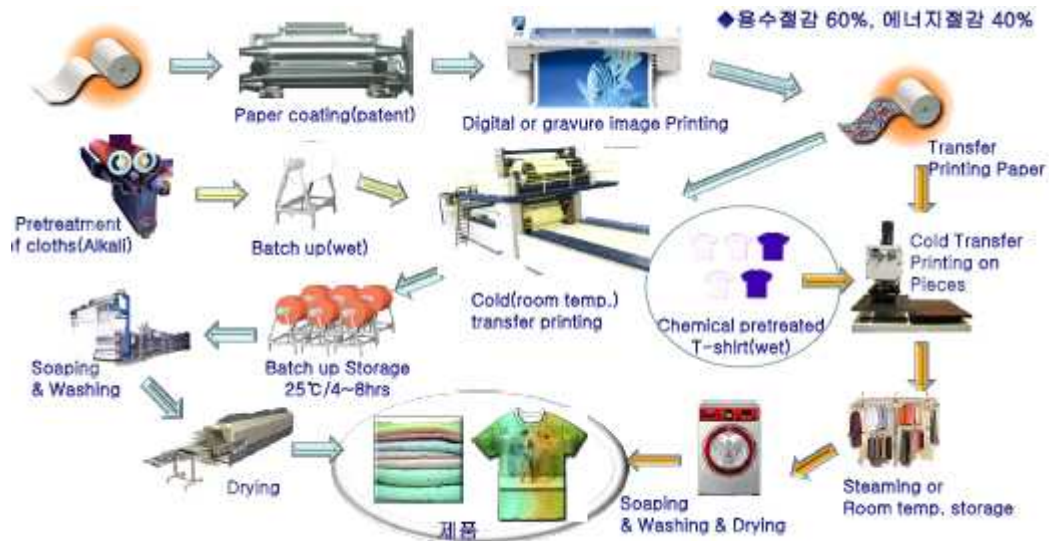 ◆용수절감 60%, 에너지절감 40%
Paper coating(patent)
Digital or gravure image Printing
Transfer
Printing Paper
Pretreatment
of cloths(Alkali)
Batch up(wet)
Cold(room temp.)
transfer printing
Chemical pretreated
T-shirt(wet)
Cold Transfer
Printing on
Pieces
Soaping
& Washing
Batch up Storage
25℃/4~8hrs
Drying
제품
Soaping
& Washing & Drying
Steaming or
Room temp. storage